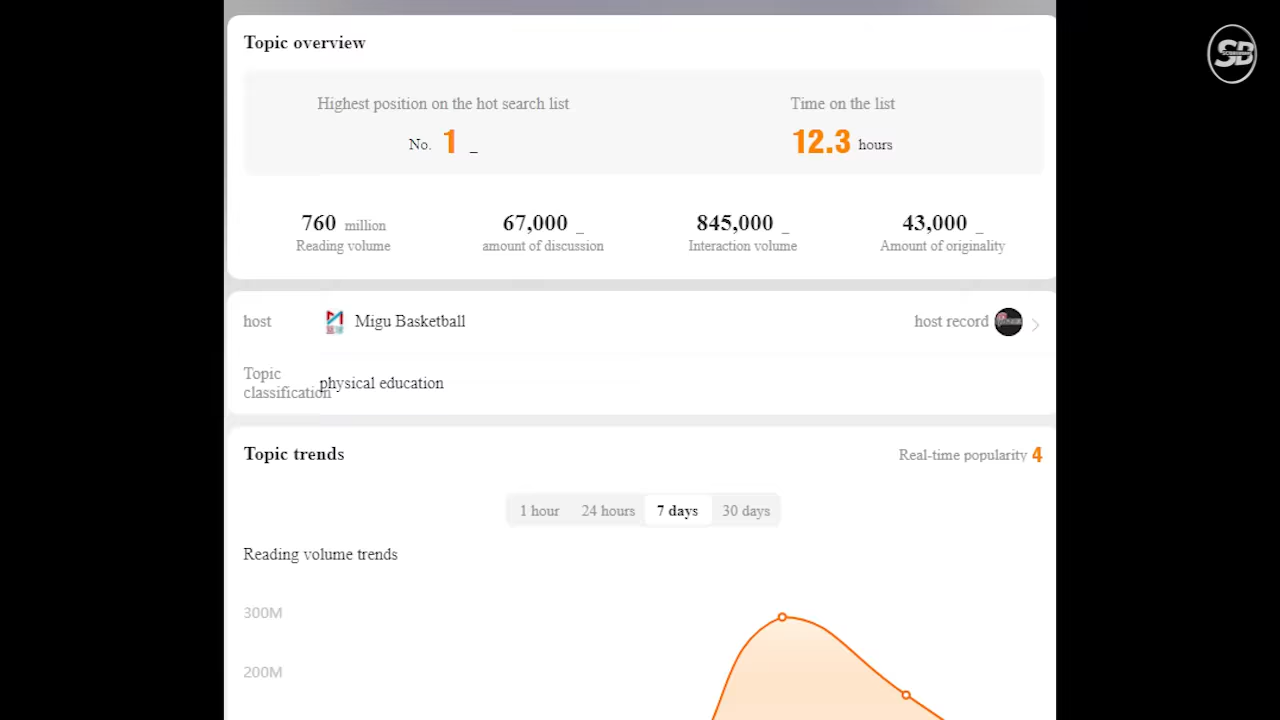 Topic overview
Highest position on the hot search list
Time on the list
No. 1 _
12.3 hours
760 million
67,000 _
845,000 _
43,000 _
Reading volume
amount of discussion
Interaction volume
Amount of originality
host
Migu Basketball
host record
Topic
classification
physical education
Topic trends
Real-time popularity 4
1 hour
24 hours
7 days
30 days
Reading volume trends
300M
200M
SB